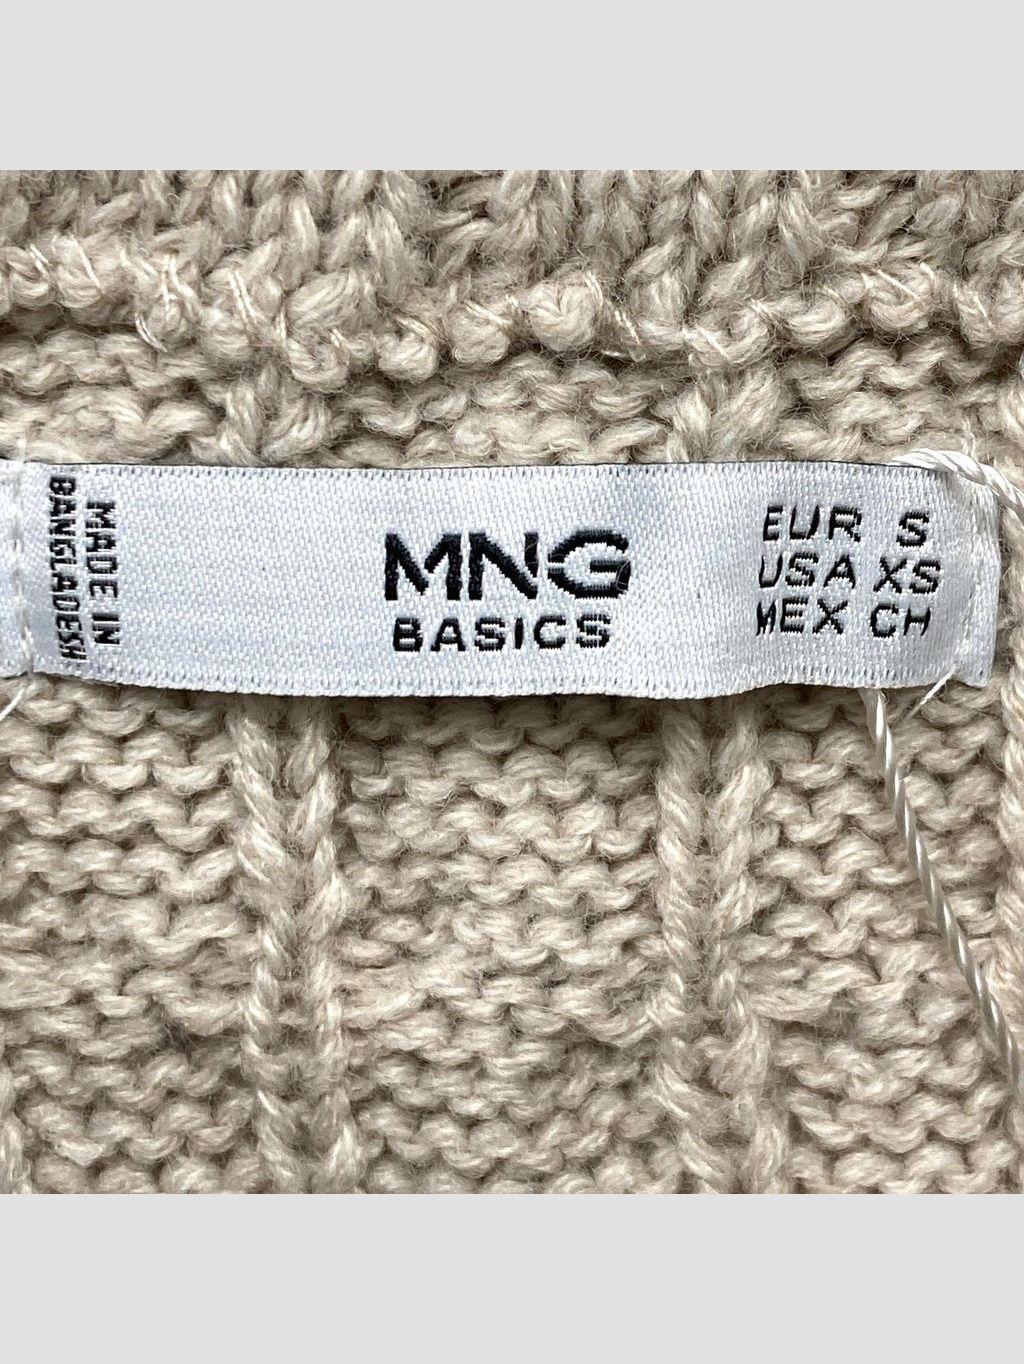 MADE IN
BANGLADESH
MNG
BASICS
EUR S
USA XS
MEX CH